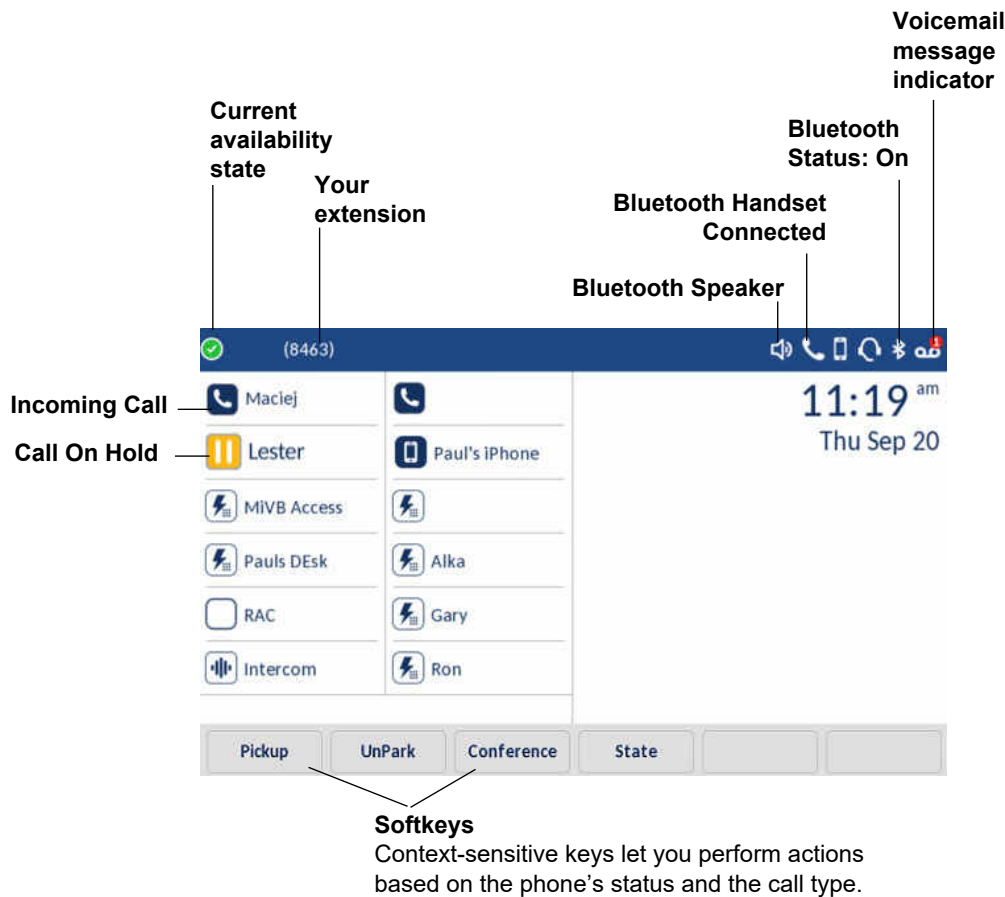 Voicemail
message
indicator
Current
availability
state
Bluetooth
Status: On
Your
extension
Bluetooth Handset
Connected
Bluetooth Speaker
(8463)
1
Incoming Call
Maciej
11:19 am
Call On Hold
Lester
Paul's iPhone
Thu Sep 20
MiVB Access
Pauls DEsk
Alka
RAC
Gary
Intercom
Ron
Pickup
UnPark
Conference
State
Softkeys
Context-sensitive keys let you perform actions
based on the phone's status and the call type.